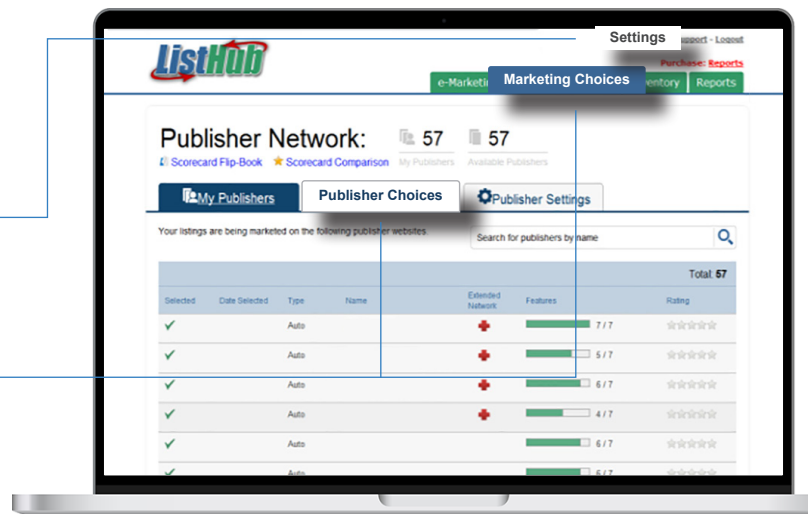 Settings
Support - Logout
ListHub
Purchase: Reports
e-Marketi
Marketing Choices
ventory
Reports
Publisher Network:
57
57
Scorecard Flip-Book
Scorecard Comparison
My Publishers
Available Publishers
My Publishers
Publisher Choices
Publisher Settings
Your listings are being marketed on the following publisher websites.
Search for publishers by name
Total: 57
Selected
Date Selected
Type
Name
Extended
Network
Features
Rating
Auto
7 / 7
Auto
5 / 7
Auto
6 / 7
Auto
4 / 7
Auto
6 / 7
Auto
6 / 7